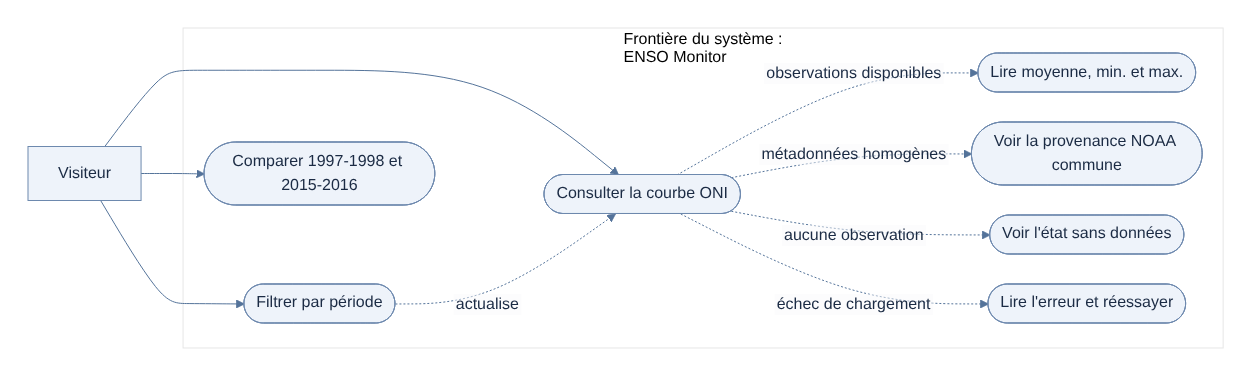 Frontière du système :
ENSO Monitor
observations disponibles
Lire moyenne, min. et max.
Visiteur
Comparer 1997-1998 et
2015-2016
métadonnées homogènes
Voir la provenance NOAA
commune
Consulter la courbe ONI
aucune observation
Voir l'état sans données
Filtrer par période
actualise
échec de chargement
Lire l'erreur et réessayer